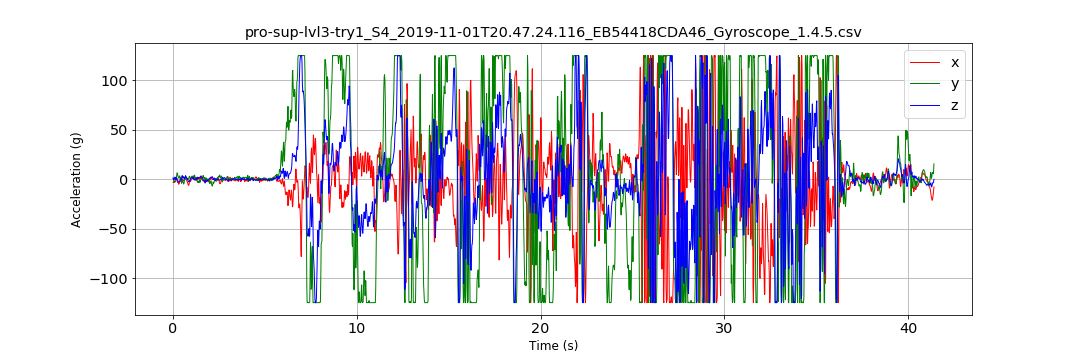 pro-sup-lvl3-try1_S4_2019-11-01T20.47.24.116_EB54418CDA46_Gyroscope_1.4.5.csv
x
y
z
100
50
0
−50
−100
Acceleration (g)
0 10 20 30 40
Time (s)